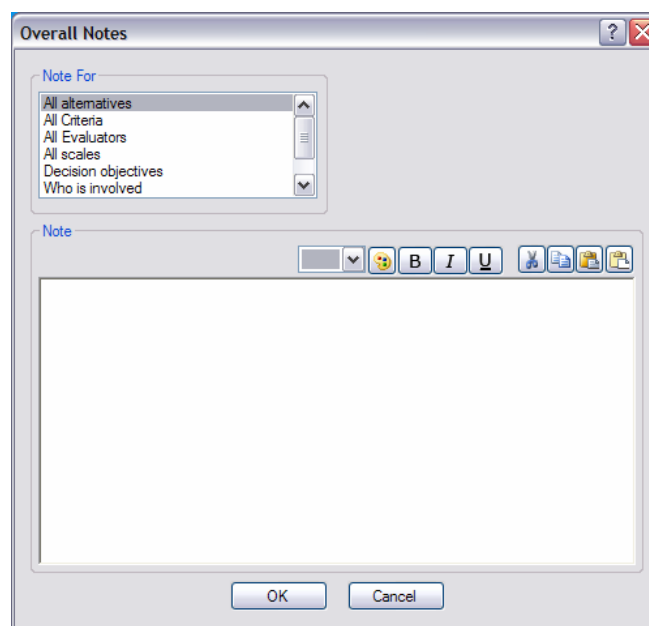 Overall Notes
?
Note For
All alternatives
All Criteria
All Evaluators
All scales
Decision objectives
Who is involved
Note
B I U
OK Cancel